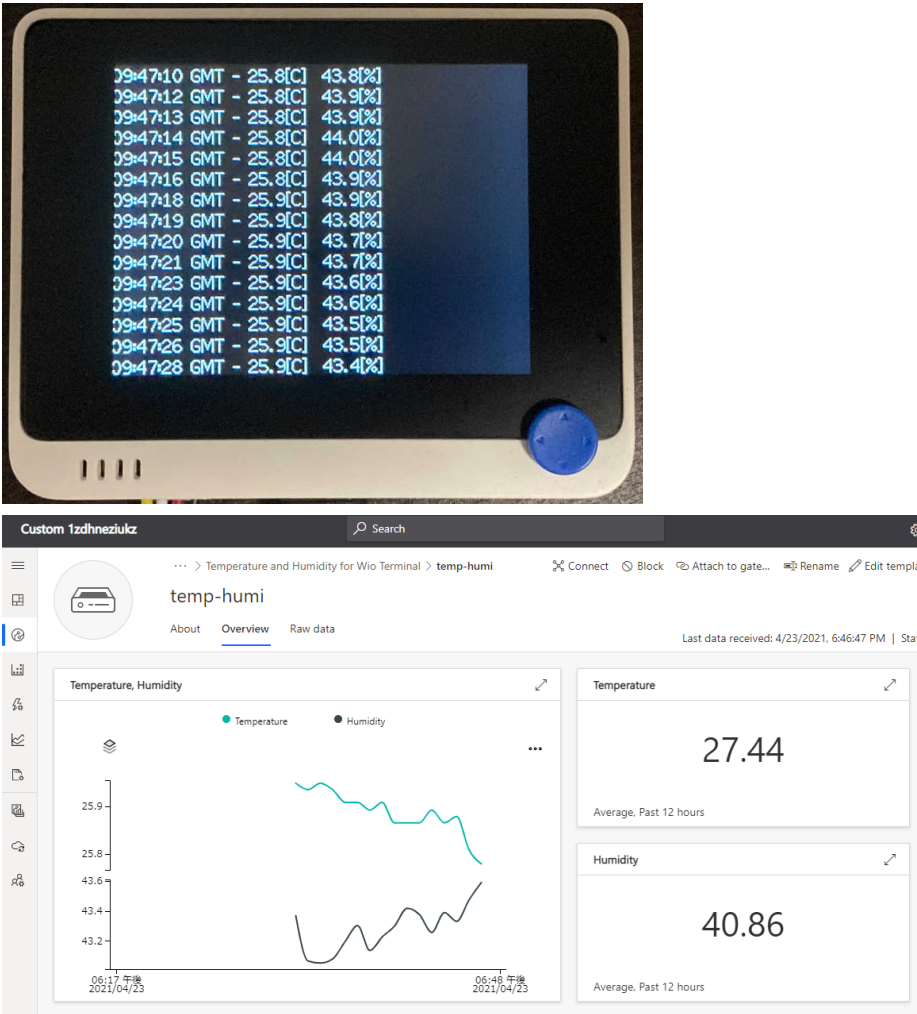 09:47:10 GMT - 25.8[C] 43.8[%]
09:47:12 GMT - 25.8[C] 43.9[%]
09:47:13 GMT - 25.8[C] 43.9[%]
09:47:14 GMT - 25.8[C] 44.0[%]
09:47:15 GMT - 25.8[C] 44.0[%]
09:47:16 GMT - 25.8[C] 43.9[%]
09:47:18 GMT - 25.9[C] 43.9[%]
09:47:19 GMT - 25.9[C] 43.8[%]
09:47:20 GMT - 25.9[C] 43.7[%]
09:47:21 GMT - 25.9[C] 43.7[%]
09:47:23 GMT - 25.9[C] 43.6[%]
09:47:24 GMT - 25.9[C] 43.6[%]
09:47:25 GMT - 25.9[C] 43.5[%]
09:47:26 GMT - 25.9[C] 43.5[%]
09:47:28 GMT - 25.9[C] 43.4[%]
Custom 1zdhneziukz
Search
··· > Temperature and Humidity for Wio Terminal > temp-humi
Connect Block Attach to gate... Rename Edit templa
temp-humi
About Overview Raw data
Last data received: 4/23/2021, 6:46:47 PM | Sta
Temperature, Humidity
Temperature Humidity
25.9
25.8
43.6
43.4
43.2
06:17 午後
2021/04/23
06:48 午後
2021/04/23
Temperature
27.44
Average, Past 12 hours
Humidity
40.86
Average, Past 12 hours